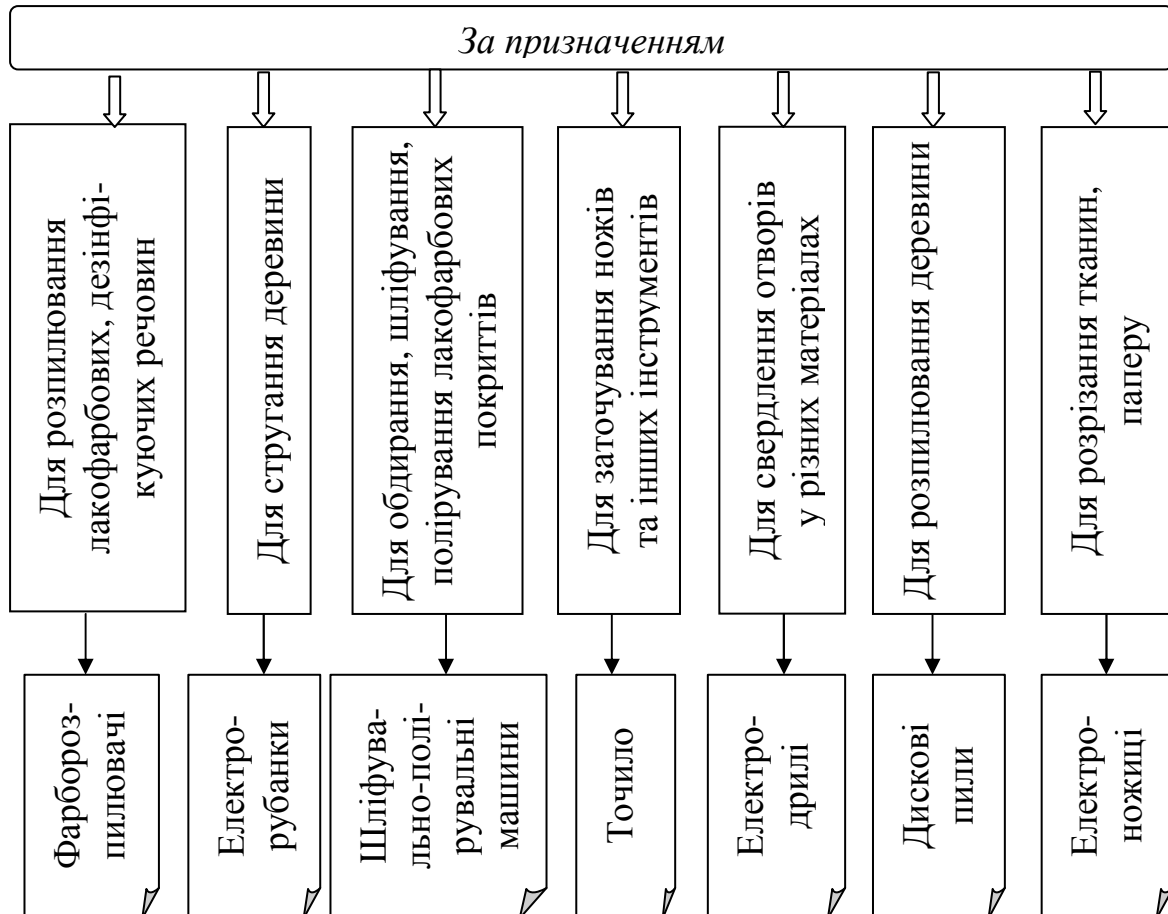 За призначенням
Для розпилювання
лакофарбових, дезінфі-
куючих речовин
Для стругання деревини
Для обдирання, шліфування,
полірування лакофарбових
покриттів
Для заточування ножів
та інших інструментів
Для свердлення отворів
у різних матеріалах
Для розпилювання деревини
Для розрізання тканин,
паперу
Фарбороз-
пилювачі
Електро-
рубанки
Шліфува-
льно-полі-
рувальні
машини
Точило
Електро-
дрилі
Дискові
пили
Електро-
ножиці